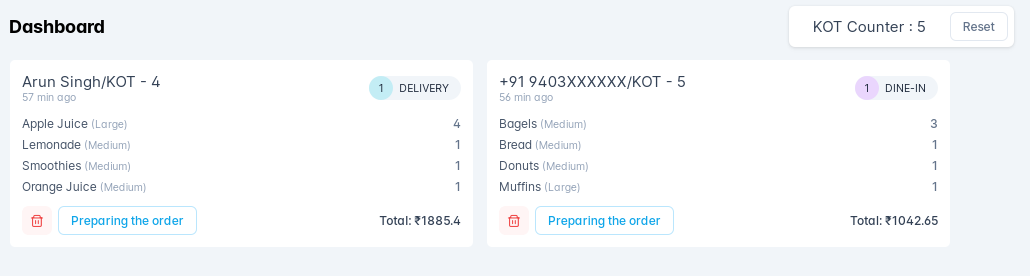 Dashboard
KOT Counter : 5
Reset
Arun Singh/KOT - 4
57 min ago
1 DELIVERY
Apple Juice (Large) 4
Lemonade (Medium) 1
Smoothies (Medium) 1
Orange Juice (Medium) 1
Preparing the order
Total: ₹1885.4
+91 9403XXXXXX/KOT - 5
56 min ago
1 DINE-IN
Bagels (Medium) 3
Bread (Medium) 1
Donuts (Medium) 1
Muffins (Large) 1
Preparing the order
Total: ₹1042.65